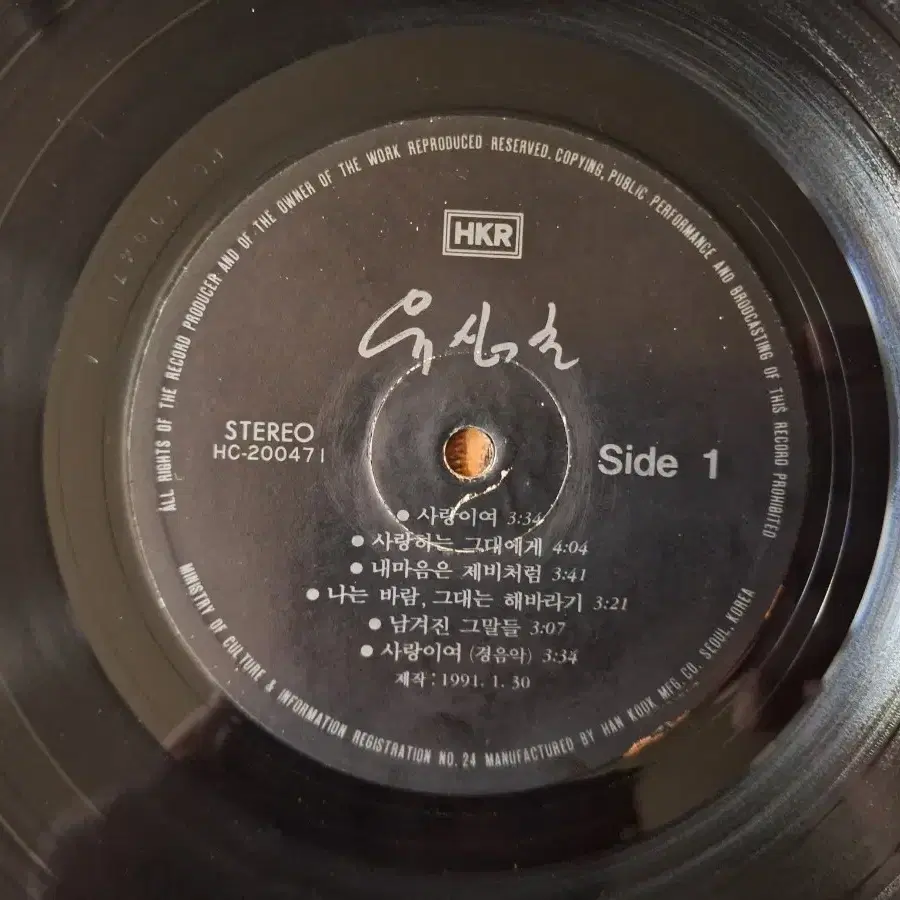 ALL RIGHTS OF THE RECORD PRODUCER AND OF THE OWNER OF THE WORK REPRODUCED RESERVED. COPYING, PUBLIC PERFORMANCE AND BRODCASTING OF THIS RECORD PROHIBITED
HKR
유심초
STEREO
HC-200471
Side 1
● 사랑이여 3:34
● 사랑하는 그대에게 4:04
● 내마음은 제비처럼 3:41
● 나는 바람, 그대는 해바라기 3:21
● 남겨진 그말들 3:07
● 사랑이여 (경음악) 3:34
제작 : 1991. 1. 30
MINISTRY OF CULTURE & INFORMATION REGISTRATION NO. 24 MANUFACTURED BY HAN KOOK MFG. CO. SEOUL, KOREA